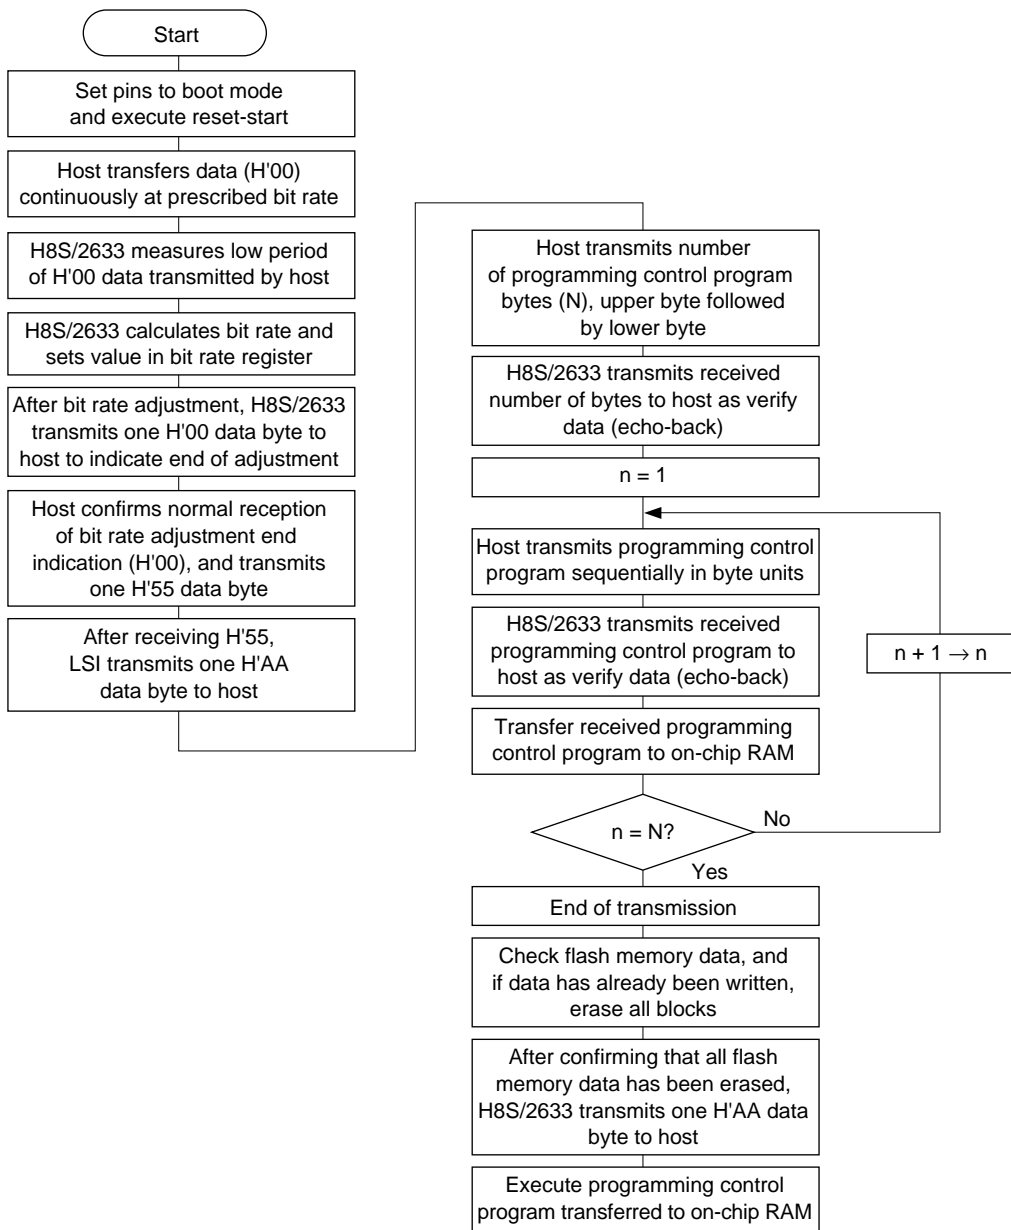 Start
Set pins to boot mode
and execute reset-start
Host transfers data (H'00)
continuously at prescribed bit rate
H8S/2633 measures low period
of H'00 data transmitted by host
H8S/2633 calculates bit rate and
sets value in bit rate register
After bit rate adjustment, H8S/2633
transmits one H'00 data byte to
host to indicate end of adjustment
Host confirms normal reception
of bit rate adjustment end
indication (H'00), and transmits
one H'55 data byte
After receiving H'55,
LSI transmits one H'AA
data byte to host
Host transmits number
of programming control program
bytes (N), upper byte followed
by lower byte
H8S/2633 transmits received
number of bytes to host as verify
data (echo-back)
n = 1
Host transmits programming control
program sequentially in byte units
H8S/2633 transmits received
programming control program to
host as verify data (echo-back)
n + 1 → n
Transfer received programming
control program to on-chip RAM
n = N?
No
Yes
End of transmission
Check flash memory data, and
if data has already been written,
erase all blocks
After confirming that all flash
memory data has been erased,
H8S/2633 transmits one H'AA data
byte to host
Execute programming control
program transferred to on-chip RAM